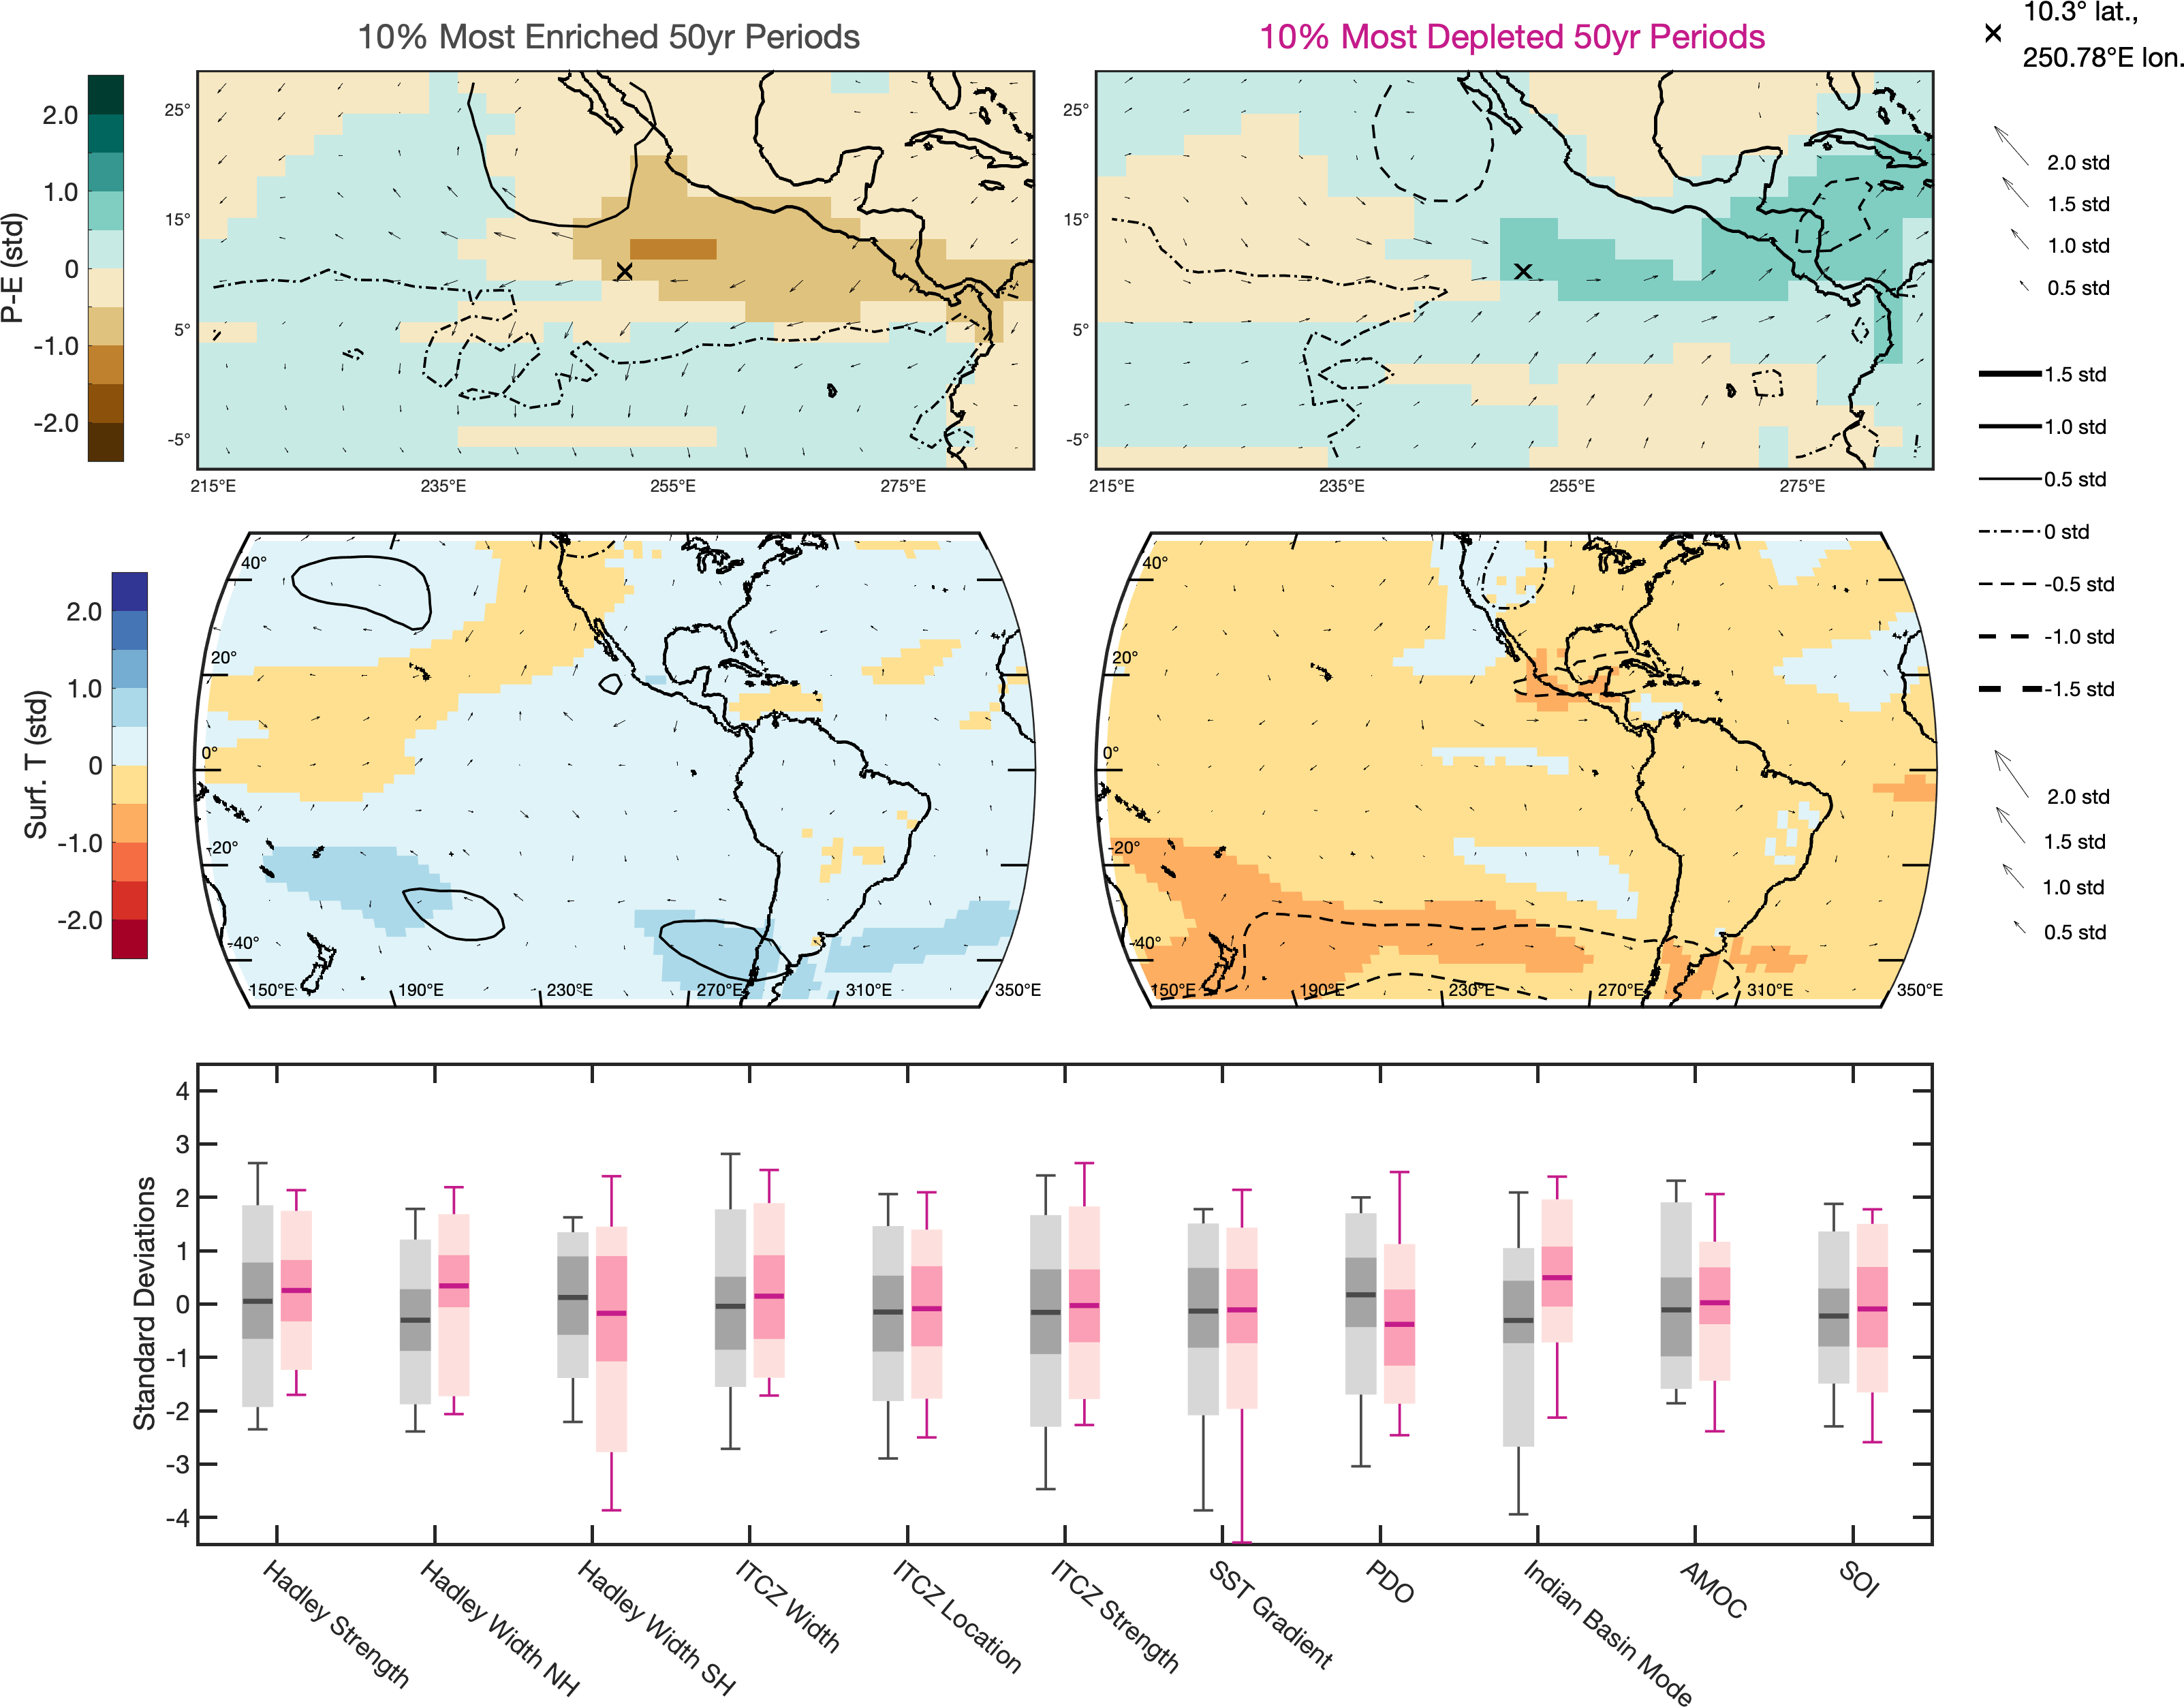 10% Most Enriched 50yr Periods
10% Most Depleted 50yr Periods
10.3° lat.,
250.78°E lon.
P-E (std)
2.0
1.0
0
-1.0
-2.0
25°
15°
5°
-5°
215°E
235°E
255°E
275°E
25°
15°
5°
-5°
215°E
235°E
255°E
275°E
2.0 std
1.5 std
1.0 std
0.5 std
1.5 std
1.0 std
0.5 std
0 std
-0.5 std
-1.0 std
-1.5 std
Surf. T (std)
2.0
1.0
0
-1.0
-2.0
40°
20°
0°
-20°
-40°
150°E
190°E
230°E
270°E
310°E
350°E
40°
20°
0°
-20°
-40°
150°E
190°E
230°E
270°E
310°E
350°E
2.0 std
1.5 std
1.0 std
0.5 std
Standard Deviations
4
3
2
1
0
-1
-2
-3
-4
Hadley Strength
Hadley Width NH
Hadley Width SH
ITCZ Width
ITCZ Location
ITCZ Strength
SST Gradient
PDO
Indian Basin Mode
AMOC
SOI